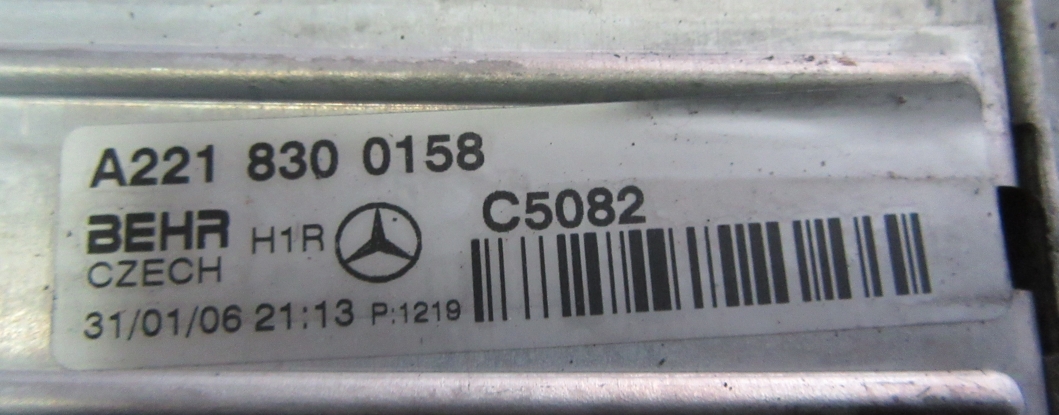 A221 830 0158
C5082
BEHR H1R
CZECH
31/01/06 21:13 P:1219